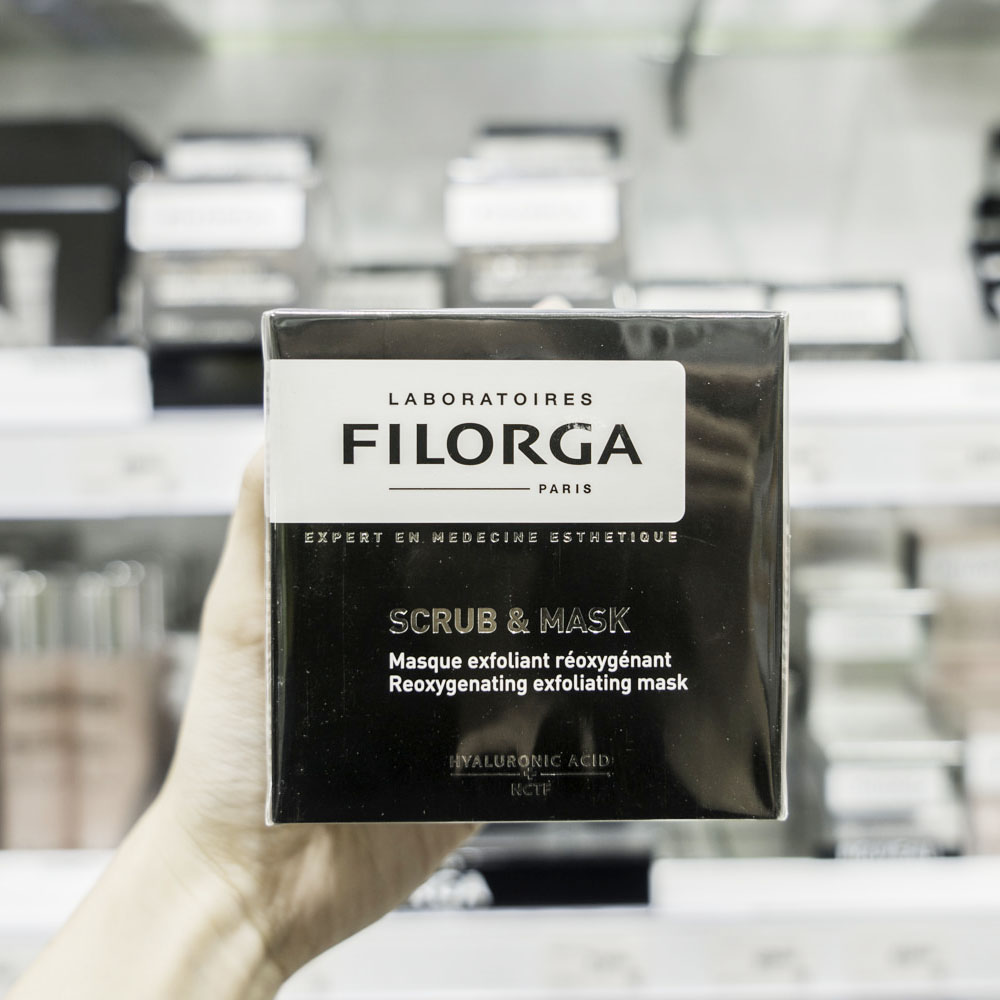 LABORATOIRES
FILORGA
PARIS
EXPERT EN MEDECINE ESTHETIQUE
SCRUB & MASK
Masque exfoliant réoxygénant
Reoxygenating exfoliating mask
HYALURONIC ACID
+
NCTF